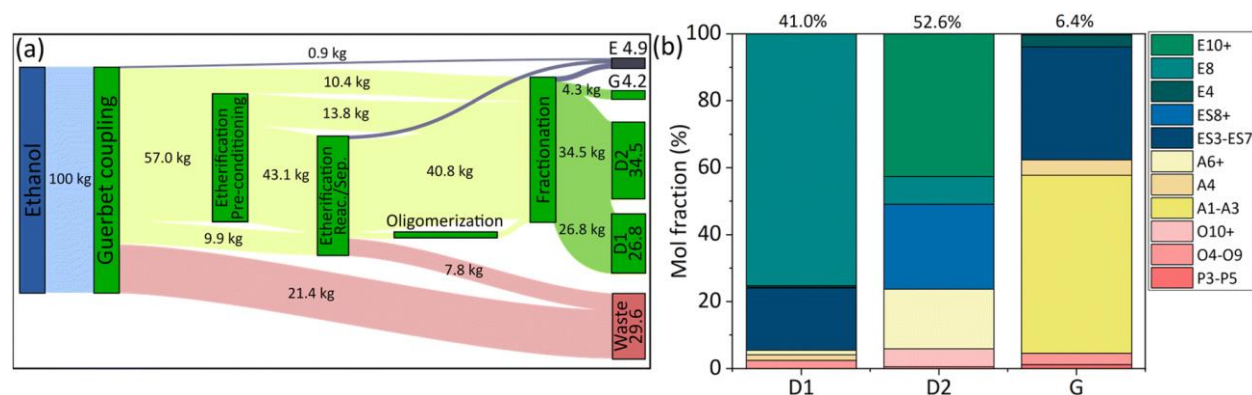 (a)
Ethanol
100 kg
Guerbet coupling
0.9 kg
10.4 kg
13.8 kg
57.0 kg
Etherification
Pre-conditioning
43.1 kg
9.9 kg
21.4 kg
Etherification
Reac./Sep.
40.8 kg
Oligomerization
7.8 kg
Fractionation
4.3 kg
34.5 kg
26.8 kg
E 4.9
G4.2
D2
34.5
D1
26.8
Waste
29.6
(b)
41.0% 52.6% 6.4%
Mol fraction (%)
100
80
60
40
20
0
D1 D2 G
E10+
E8
E4
ES8+
ES3-ES7
A6+
A4
A1-A3
O10+
O4-O9
P3-P5